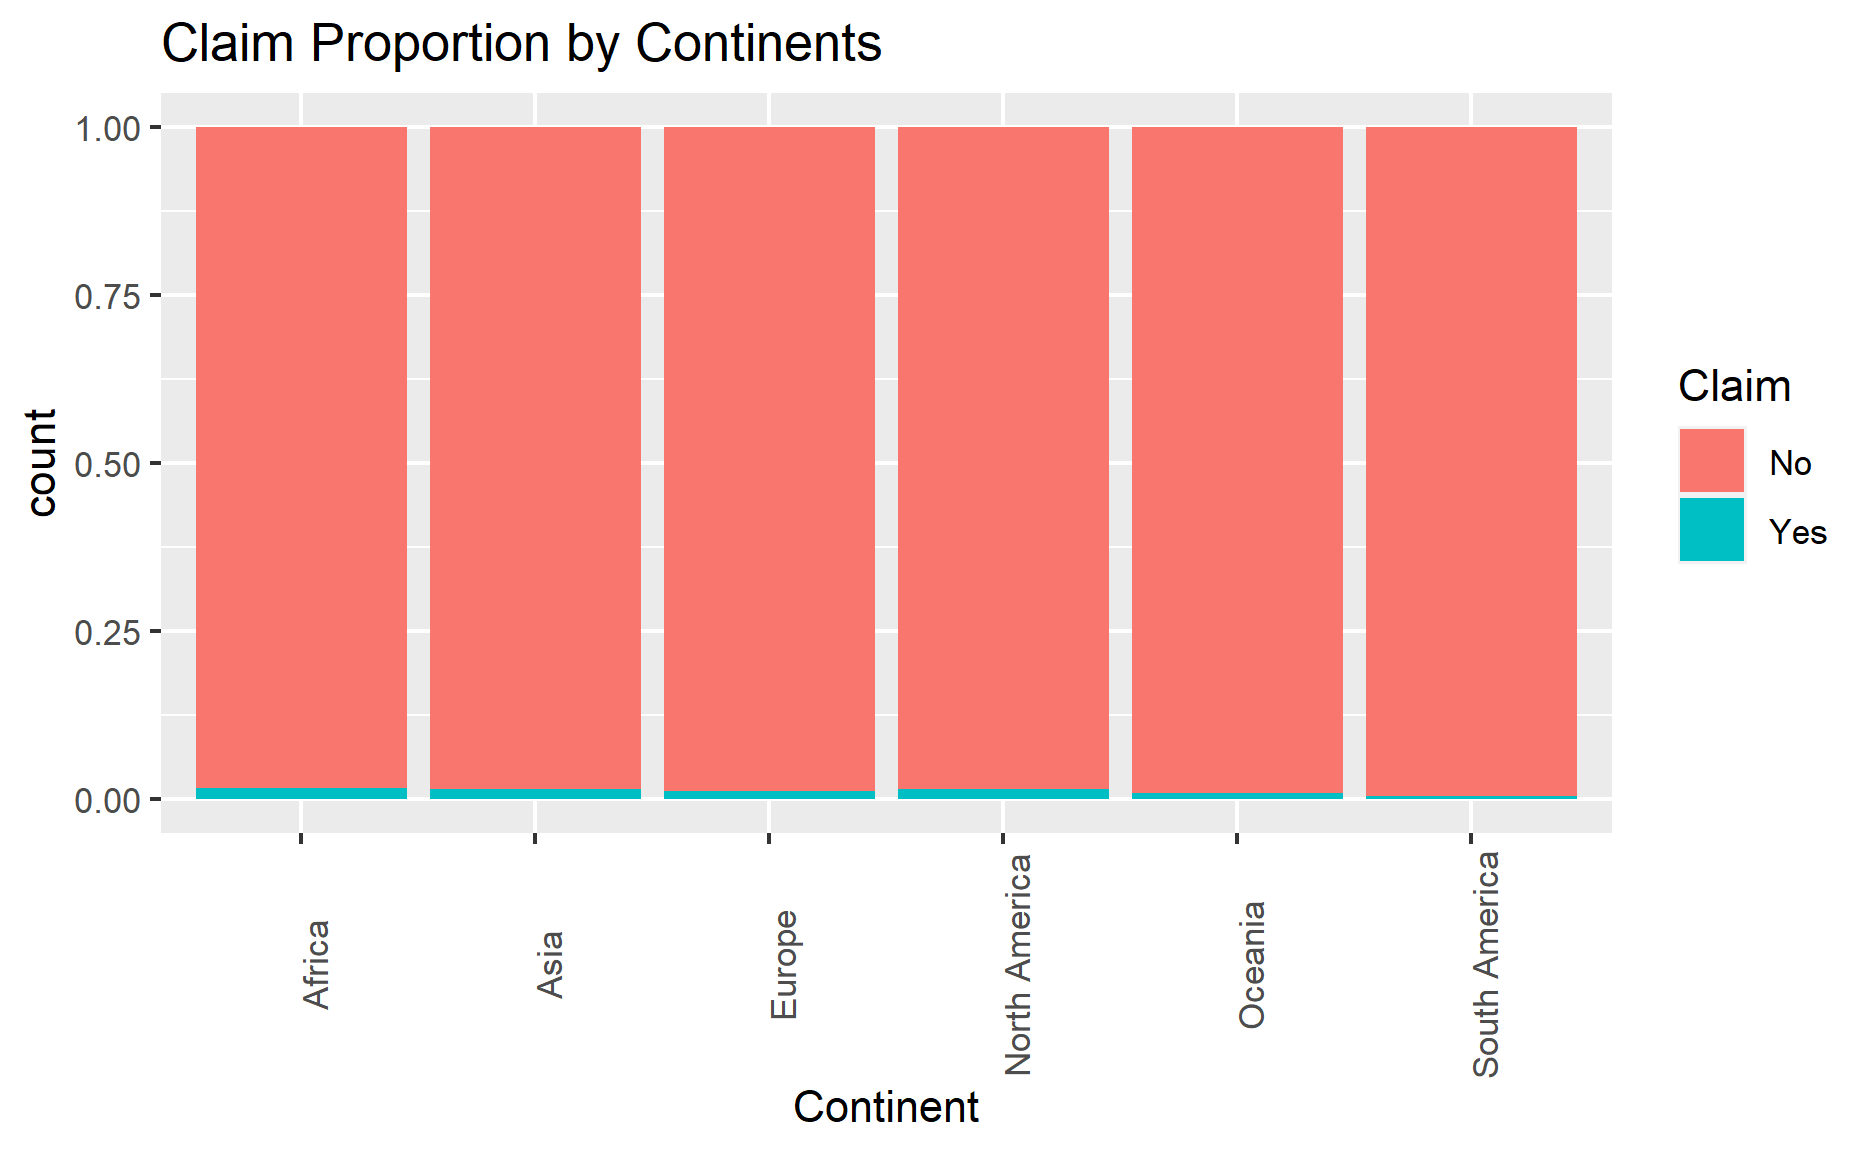 Claim Proportion by Continents
1.00
0.75
0.50
0.25
0.00
count
Africa
Asia
Europe
North America
Oceania
South America
Continent
Claim
No
Yes